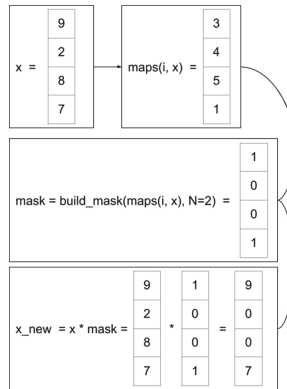 9
2
x =
8
7
3
4
maps(i, x) =
5
1
1
0
mask = build_mask(maps(i, x), N=2) =
0
1
9 1 9
2 0 0
x_new = x * mask = * =
8 0 0
7 1 7